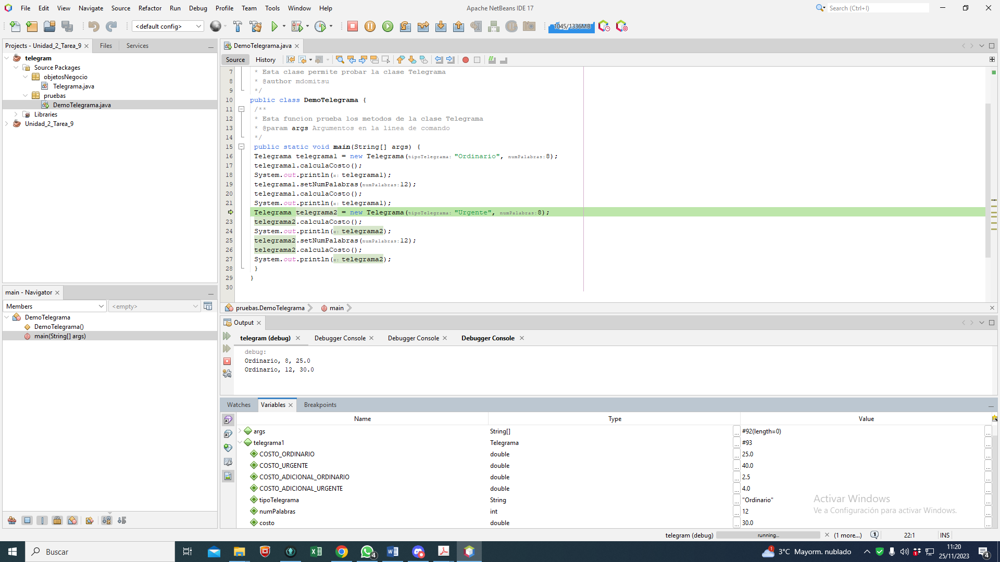 File Edit View Navigate Source Refactor Run Debug Profile Team Tools Window Help
Apache NetBeans IDE 17
Search (Ctrl+I)
<default config>
1045/1336MB
Projects - Unidad_2_Tarea_9
Files
Services
telegram
Source Packages
objetosNegocio
Telegrama.java
pruebas
DemoTelegrama.java
Libraries
Unidad_2_Tarea_9
DemoTelegrama.java
Source History
7 * Esta clase permite probar la clase Telegrama
8 * @author mdomitsu
9 */
10 public class DemoTelegrama {
11 /**
12 * Esta funcion prueba los metodos de la clase Telegrama
13 * @param args Argumentos en la linea de comando
14 */
15 public static void main(String[] args) {
16 Telegrama telegrama1 = new Telegrama(tipoTelegrama: "Ordinario", numPalabras:8);
17 telegrama1.calculaCosto();
18 System.out.println(x: telegrama1);
19 telegrama1.setNumPalabras(numPalabras:12);
20 telegrama1.calculaCosto();
21 System.out.println(x: telegrama1);
Telegrama telegrama2 = new Telegrama(tipoTelegrama: "Urgente", numPalabras:8);
23 telegrama2.calculaCosto();
24 System.out.println(x: telegrama2);
25 telegrama2.setNumPalabras(numPalabras:12);
26 telegrama2.calculaCosto();
27 System.out.println(x: telegrama2);
28 }
29 }
30
pruebas.DemoTelegrama main
main - Navigator
Members
<empty>
DemoTelegrama
DemoTelegrama()
main(String[] args)
Output
telegram (debug) Debugger Console Debugger Console Debugger Console
debug:
Ordinario, 8, 25.0
Ordinario, 12, 30.0
Watches Variables Breakpoints
Name Type Value
args String[] ... #92(length=0) ...
telegrama1 Telegrama ... #93 ...
COSTO_ORDINARIO double ... 25.0 ...
COSTO_URGENTE double ... 40.0 ...
COSTO_ADICIONAL_ORDINARIO double ... 2.5 ...
COSTO_ADICIONAL_URGENTE double ... 4.0 ...
tipoTelegrama String ... "Ordinario" ...
numPalabras int ... 12 ...
costo double ... 30.0 ...
Activar Windows
Ve a Configuración para activar Windows.
telegram (debug) running... (1 more...) 1 22:1 INS
Buscar
4
1
3°C Mayorm. nublado
11:20
25/11/2023
4